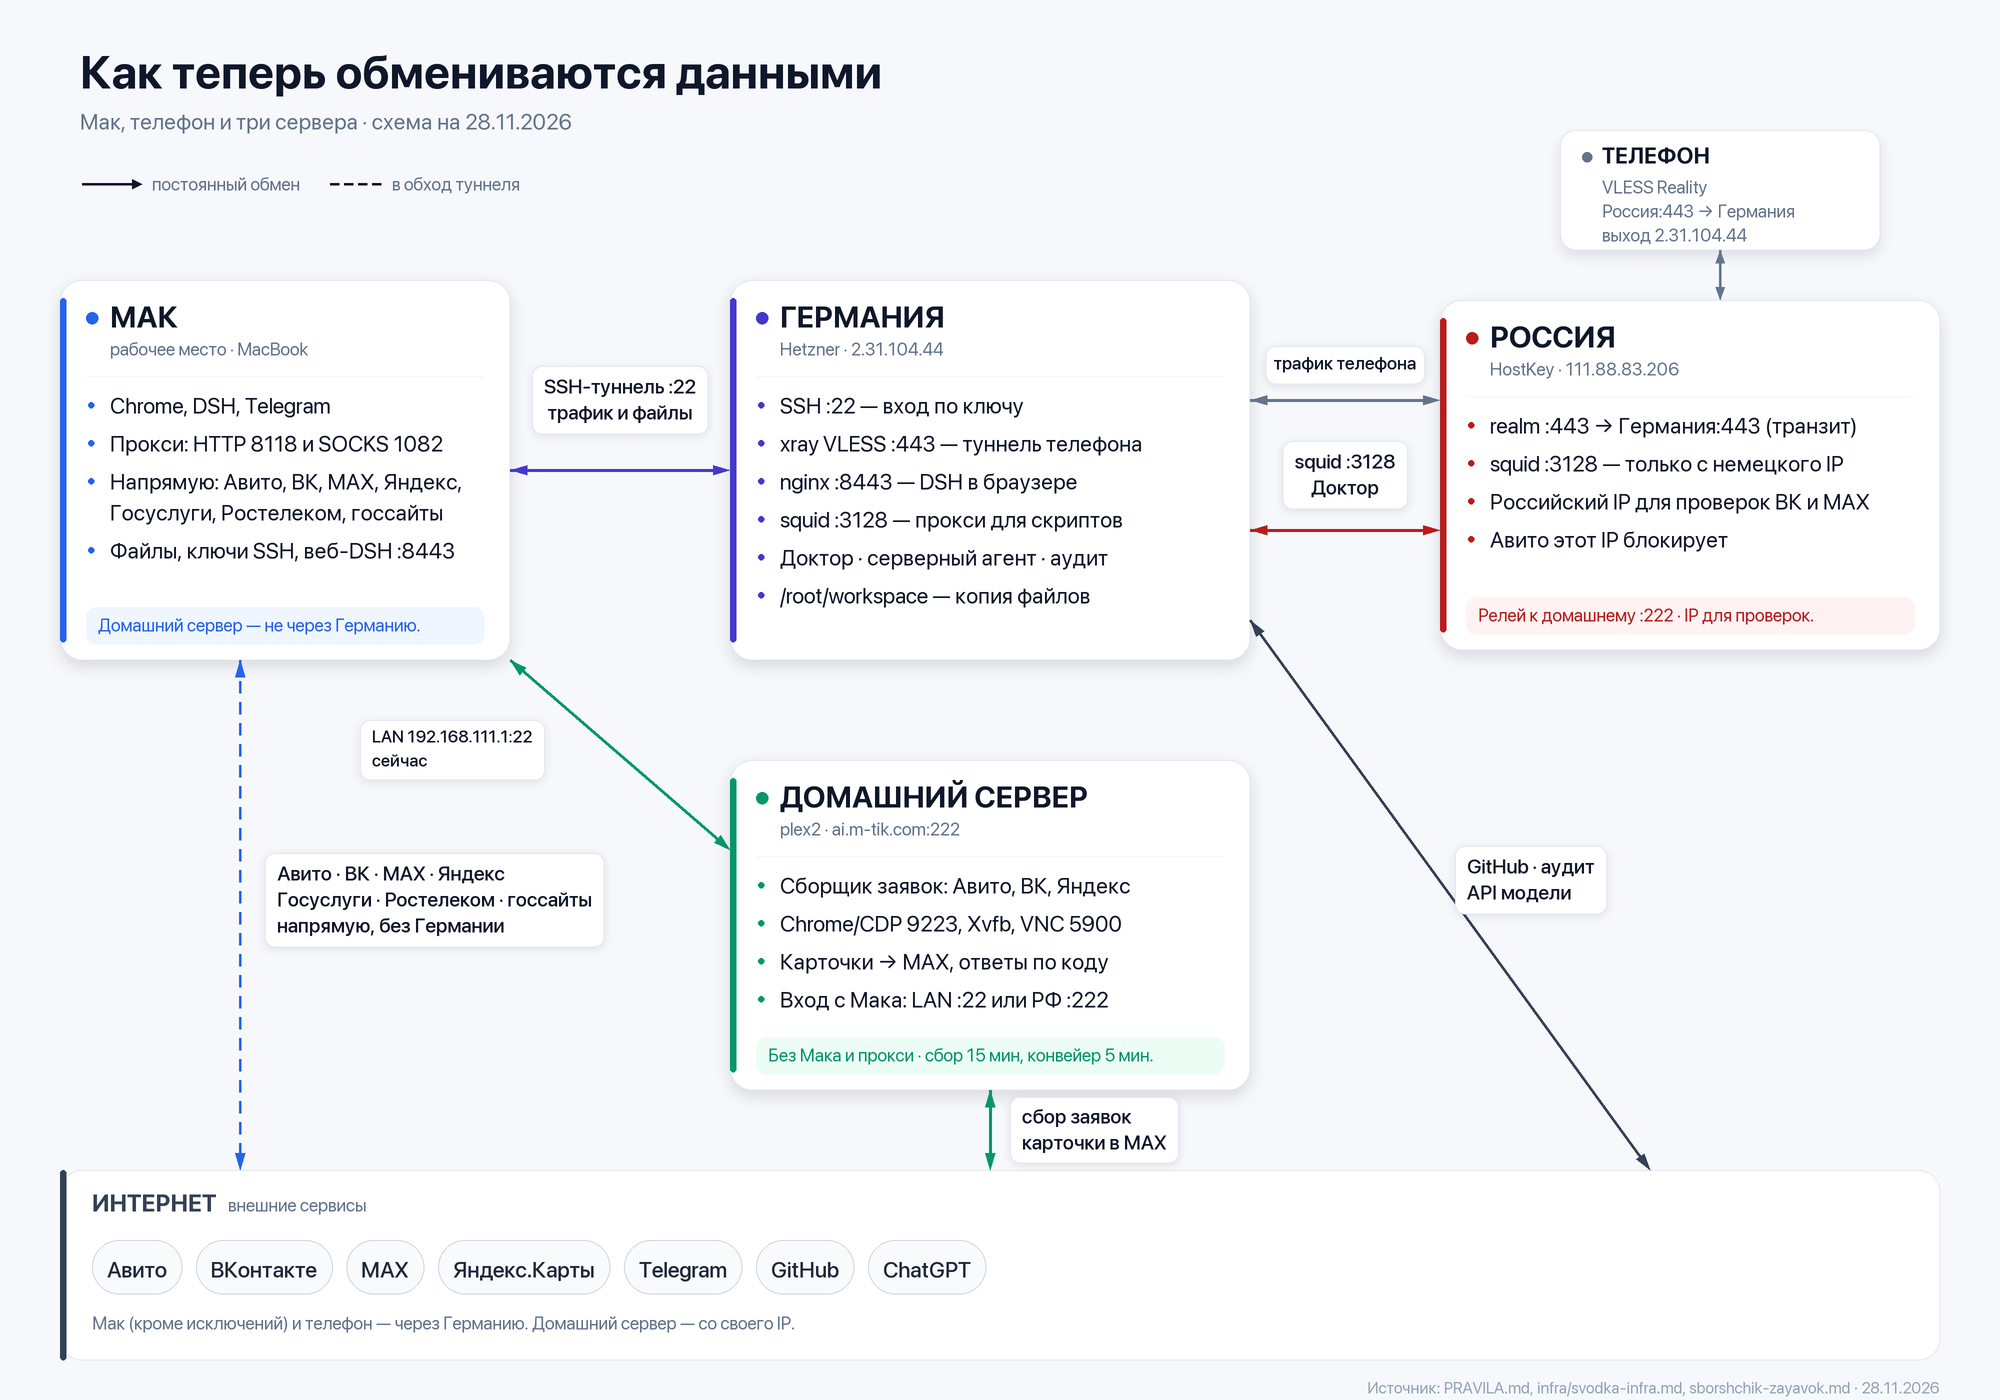 Как теперь обмениваются данными
Мак, телефон и три сервера · схема на 28.11.2026
постоянный обмен
в обход туннеля
ТЕЛЕФОН
VLESS Reality
Россия:443 → Германия
выход 2.31.104.44
МАК
рабочее место · MacBook
Chrome, DSH, Telegram
Прокси: HTTP 8118 и SOCKS 1082
Напрямую: Авито, ВК, MAX, Яндекс,
Госуслуги, Ростелеком, госсайты
Файлы, ключи SSH, веб-DSH :8443
Домашний сервер — не через Германию.
SSH-туннель :22
трафик и файлы
ГЕРМАНИЯ
Hetzner · 2.31.104.44
SSH :22 — вход по ключу
xray VLESS :443 — туннель телефона
nginx :8443 — DSH в браузере
squid :3128 — прокси для скриптов
Доктор · серверный агент · аудит
/root/workspace — копия файлов
трафик телефона
squid :3128
Доктор
РОССИЯ
HostKey · 111.88.83.206
realm :443 → Германия:443 (транзит)
squid :3128 — только с немецкого IP
Российский IP для проверок ВК и MAX
Авито этот IP блокирует
Релей к домашнему :222 · IP для проверок.
LAN 192.168.111.1:22
сейчас
Авито · ВК · MAX · Яндекс
Госуслуги · Ростелеком · госсайты
напрямую, без Германии
ДОМАШНИЙ СЕРВЕР
plex2 · ai.m-tik.com:222
Сборщик заявок: Авито, ВК, Яндекс
Chrome/CDP 9223, Xvfb, VNC 5900
Карточки → MAX, ответы по коду
Вход с Мака: LAN :22 или РФ :222
Без Мака и прокси · сбор 15 мин, конвейер 5 мин.
GitHub · аудит
API модели
сбор заявок
карточки в MAX
ИНТЕРНЕТ внешние сервисы
Авито
ВКонтакте
MAX
Яндекс.Карты
Telegram
GitHub
ChatGPT
Мак (кроме исключений) и телефон — через Германию. Домашний сервер — со своего IP.
Источник: PRAVILA.md, infra/svodka-infra.md, sborshchik-zayavok.md · 28.11.2026